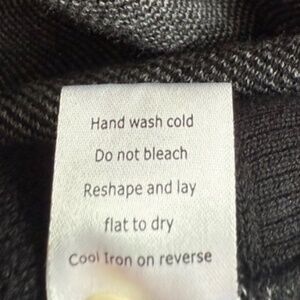 Hand wash cold
Do not bleach
Reshape and lay
flat to dry
Cool Iron on reverse